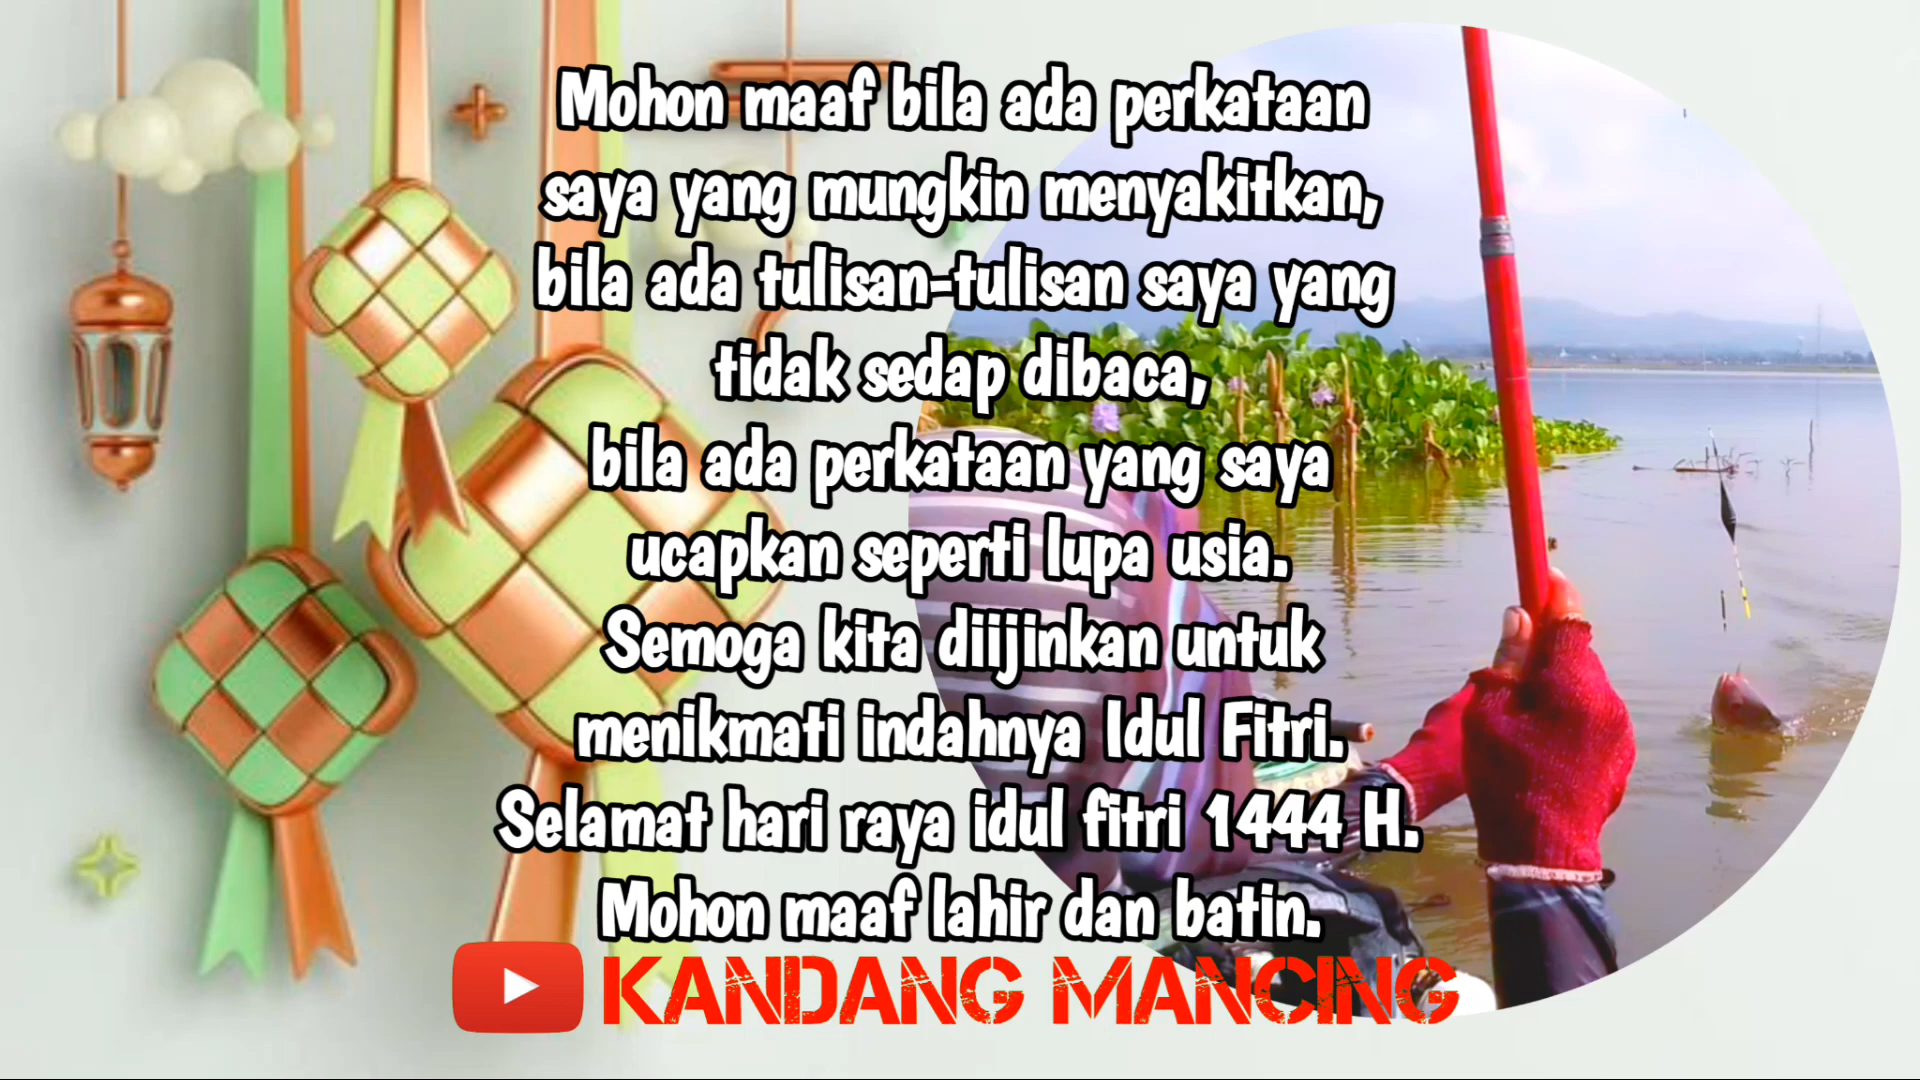 Mohon maaf bila ada perkataan
saya yang mungkin menyakitkan,
bila ada tulisan-tulisan saya yang
tidak sedap dibaca,
bila ada perkataan yang saya
ucapkan seperti lupa usia.
Semoga kita diijinkan untuk
menikmati indahnya Idul Fitri.
Selamat hari raya idul fitri 1444 H.
Mohon maaf lahir dan batin.
KANDANG MANCING